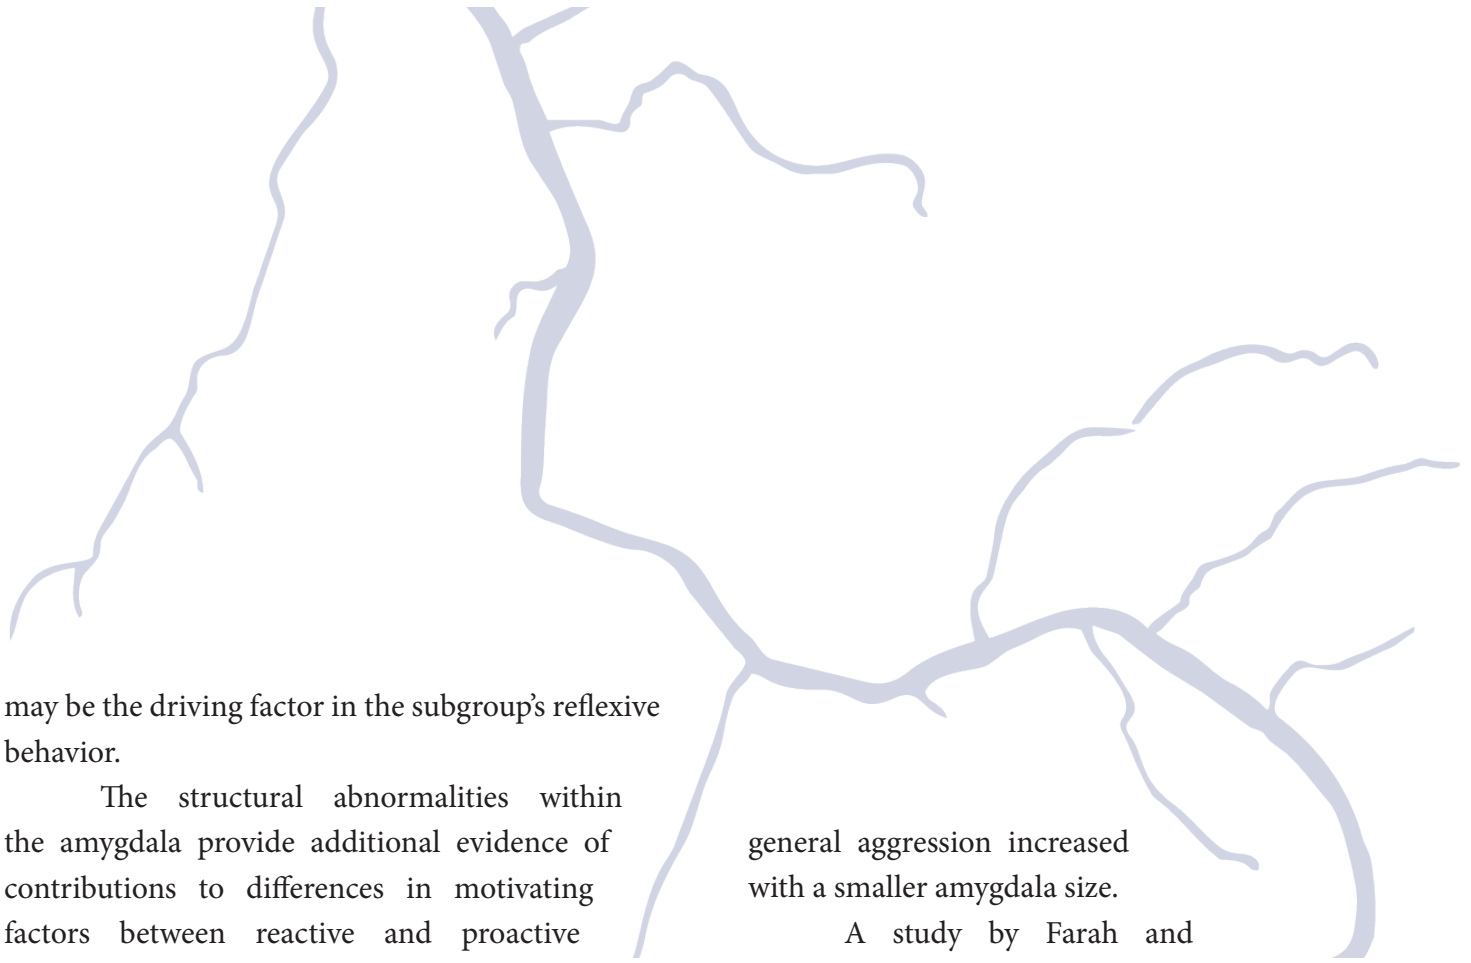 may be the driving factor in the subgroup’s reflexive
behavior.
The structural abnormalities within
the amygdala provide additional evidence of
contributions to differences in motivating
factors between reactive and proactive
general aggression increased
with a smaller amygdala size.
A study by Farah and